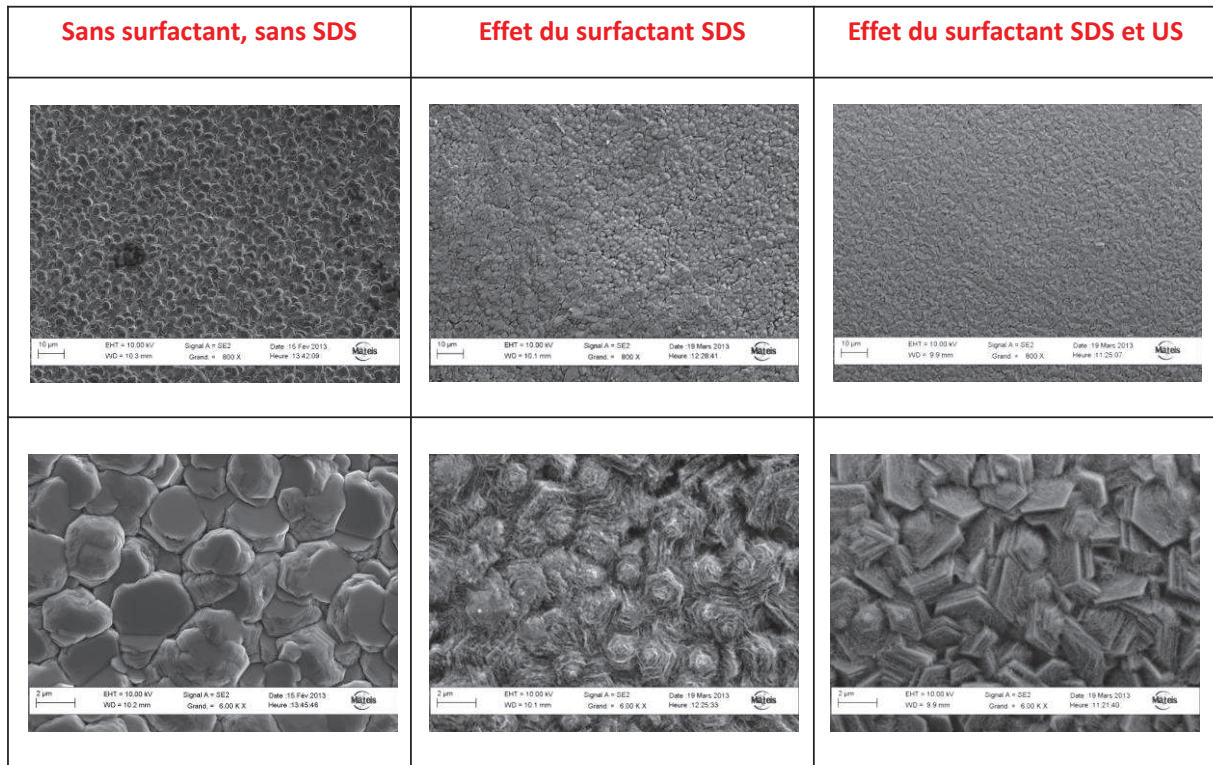 Sans surfactant, sans SDS
Effet du surfactant SDS
Effet du surfactant SDS et US
10 µm
EHT = 10.00 kV
Signal A = SE2
Date :15 Fév 2013
WD = 10.3 mm
Grand. = 800 X
Heure :13:42:09
Mateis
10 µm
EHT = 10.00 kV
Signal A = SE2
Date :19 Mars 2013
WD = 10.1 mm
Grand. = 800 X
Heure :12:28:41
Mateis
10 µm
EHT = 10.00 kV
Signal A = SE2
Date :19 Mars 2013
WD = 9.9 mm
Grand. = 800 X
Heure :11:25:07
Mateis
2 µm
EHT = 10.00 kV
Signal A = SE2
Date :15 Fév 2013
WD = 10.2 mm
Grand. = 6.00 K X
Heure :13:45:46
Mateis
2 µm
EHT = 10.00 kV
Signal A = SE2
Date :19 Mars 2013
WD = 10.1 mm
Grand. = 6.00 K X
Heure :12:25:33
Mateis
2 µm
EHT = 10.00 kV
Signal A = SE2
Date :19 Mars 2013
WD = 9.9 mm
Grand. = 6.00 K X
Heure :11:21:40
Mateis